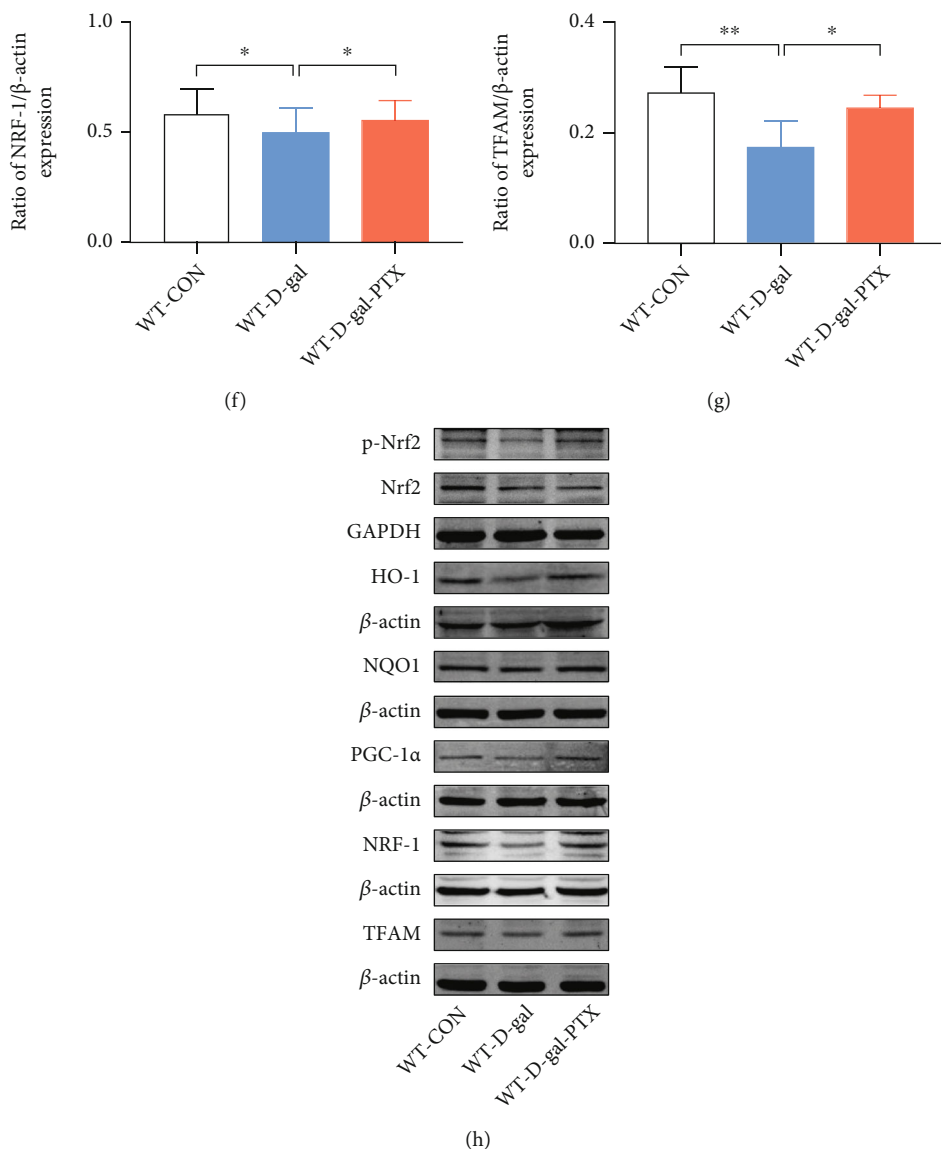 1.0
0.5
0.0
Ratio of NRF-1/β-actin
expression
*
*
WT-CON
WT-D-gal
WT-D-gal-PTX
(f)
0.4
0.2
0.0
Ratio of TFAM/β-actin
expression
**
*
WT-CON
WT-D-gal
WT-D-gal-PTX
(g)
p-Nrf2
Nrf2
GAPDH
HO-1
β-actin
NQO1
β-actin
PGC-1α
β-actin
NRF-1
β-actin
TFAM
β-actin
WT-CON
WT-D-gal
WT-D-gal-PTX
(h)